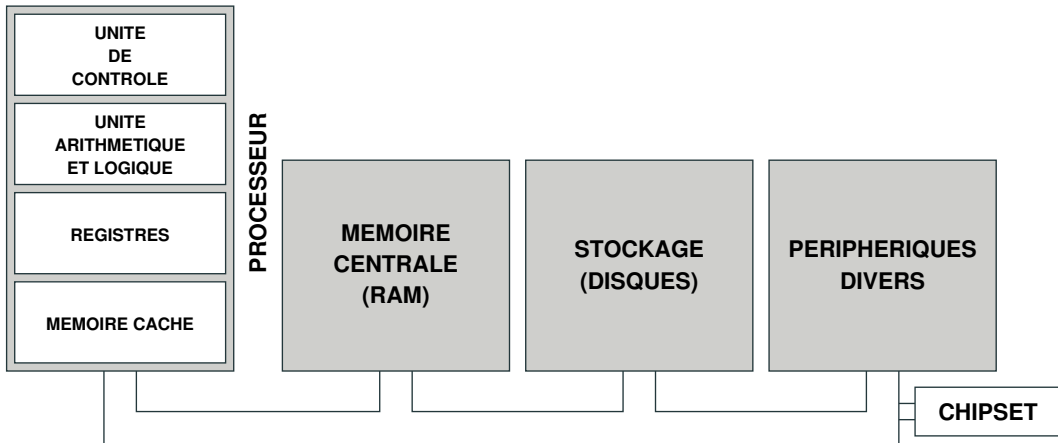 UNITE
DE
CONTROLE
UNITE
ARITHMETIQUE
ET LOGIQUE
REGISTRES
MEMOIRE CACHE
PROCESSEUR
MEMOIRE
CENTRALE
(RAM)
STOCKAGE
(DISQUES)
PERIPHERIQUES
DIVERS
CHIPSET